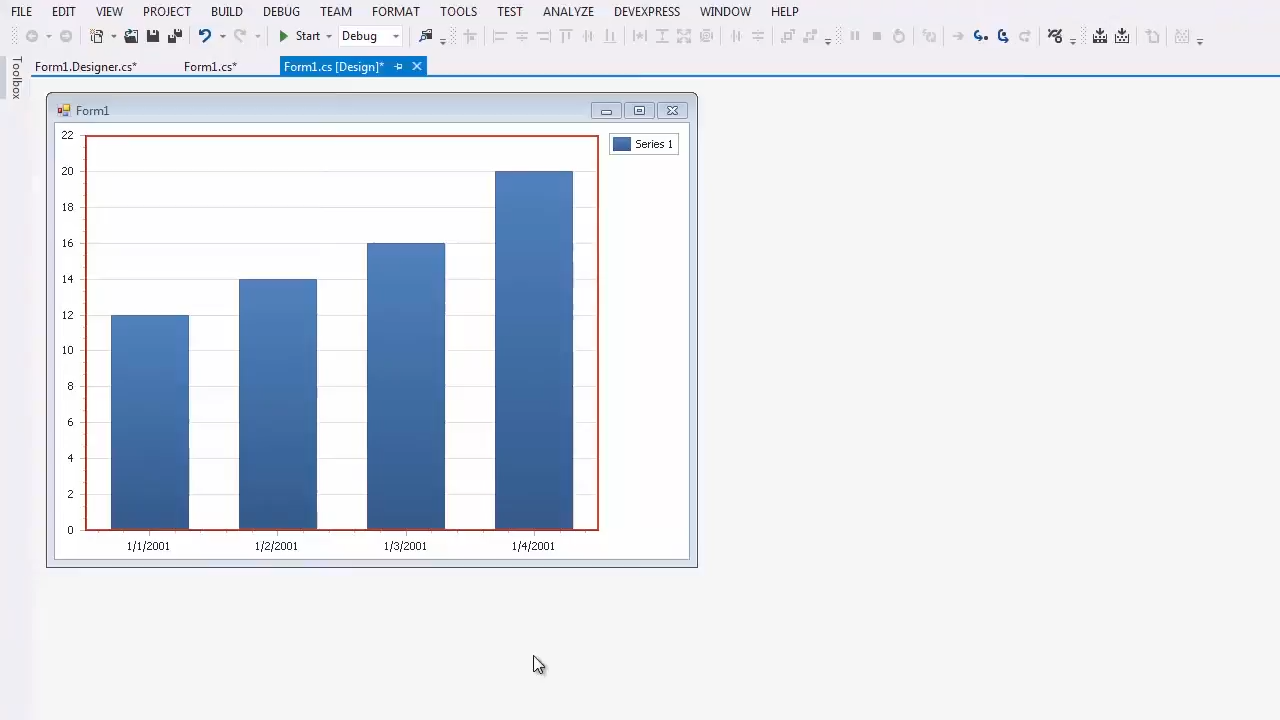 FILE EDIT VIEW PROJECT BUILD DEBUG TEAM FORMAT TOOLS TEST ANALYZE DEVEXPRESS WINDOW HELP
Start Debug
Toolbox
Form1.Designer.cs* Form1.cs* Form1.cs [Design]*
Form1
22
20
18
16
14
12
10
8
6
4
2
0
Series 1
1/1/2001 1/2/2001 1/3/2001 1/4/2001